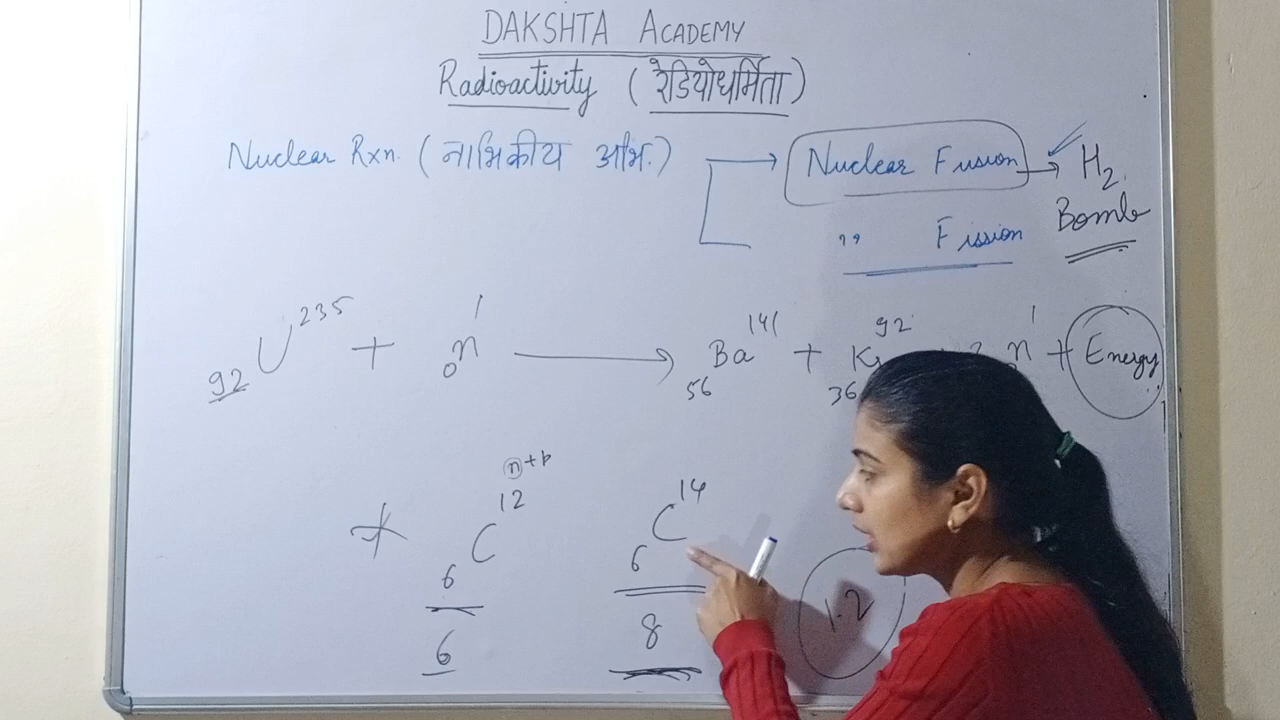 DAKSHTA ACADEMY
Radioactivity (रेडियोधर्मिता)
Nuclear Rxn. (नाभिकीय अभि.) → Nuclear Fusion → H₂ Bomb
,, Fission
₉₂U²³⁵ + ₀n¹ → ₅₆Ba¹⁴¹ + ₃₆Kr⁹² n¹ + Energy
n+p
₆C¹² ₆C¹⁴
6 8 1.2